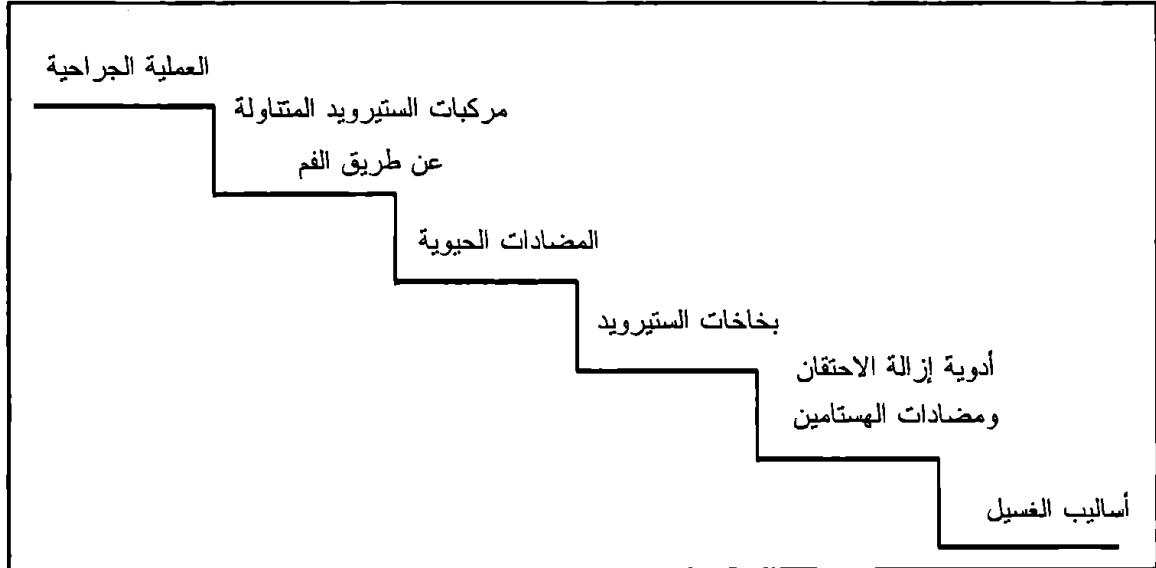 العملية الجراحية
مركبات الستيرويد المتناولة
عن طريق الفم
المضادات الحيوية
بخاخات الستيرويد
أدوية إزالة الاحتقان
ومضادات الهستامين
أساليب الغسيل